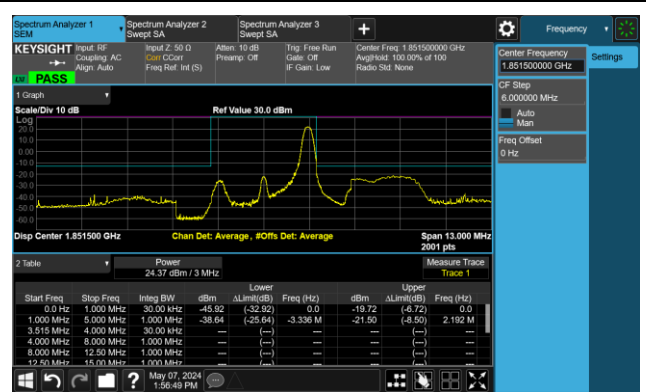 Spectrum Analyzer 1
SEM
Spectrum Analyzer 2
Swept SA
Spectrum Analyzer 3
Swept SA
Frequency
KEYSIGHT
Input: RF
Coupling: AC
Align: Auto
Input Z: 50 Ω
Corr CCorr
Freq Ref: Int (S)
Atten: 10 dB
Preamp: Off
Trig: Free Run
Gate: Off
IF Gain: Low
Center Freq: 1.851500000 GHz
Avg|Hold: 100.00% of 100
Radio Std: None
PASS
Center Frequency
1.851500000 GHz
Settings
CF Step
6.000000 MHz
Auto
Man
Freq Offset
0 Hz
1 Graph
Scale/Div 10 dB
Ref Value 30.0 dBm
Log
20.0
10.0
0.00
-10.0
-20.0
-30.0
-40.0
-50.0
-60.0
Disp Center 1.851500 GHz
Chan Det: Average, #Offs Det: Average
Span 13.000 MHz
2001 pts
2 Table
Power
24.37 dBm / 3 MHz
Measure Trace
Trace 1
Lower Upper
Start Freq Stop Freq Integ BW dBm ΔLimit(dB) Freq (Hz) dBm ΔLimit(dB) Freq (Hz)
0.0 Hz 1.000 MHz 30.00 kHz -45.92 (-32.92) 0.0 -19.72 (-6.72) 0.0
1.000 MHz 5.000 MHz 1.000 MHz -38.64 (-25.64) -3.336 M -21.50 (-8.50) 2.192 M
3.515 MHz 4.000 MHz 30.00 kHz --- (---) --- --- (---) ---
4.000 MHz 8.000 MHz 1.000 MHz --- (---) --- --- (---) ---
8.000 MHz 12.50 MHz 1.000 MHz --- (---) --- --- (---) ---
12.50 MHz 15.00 MHz 1.000 MHz --- (---) --- --- (---) ---
May 07, 2024
1:56:49 PM